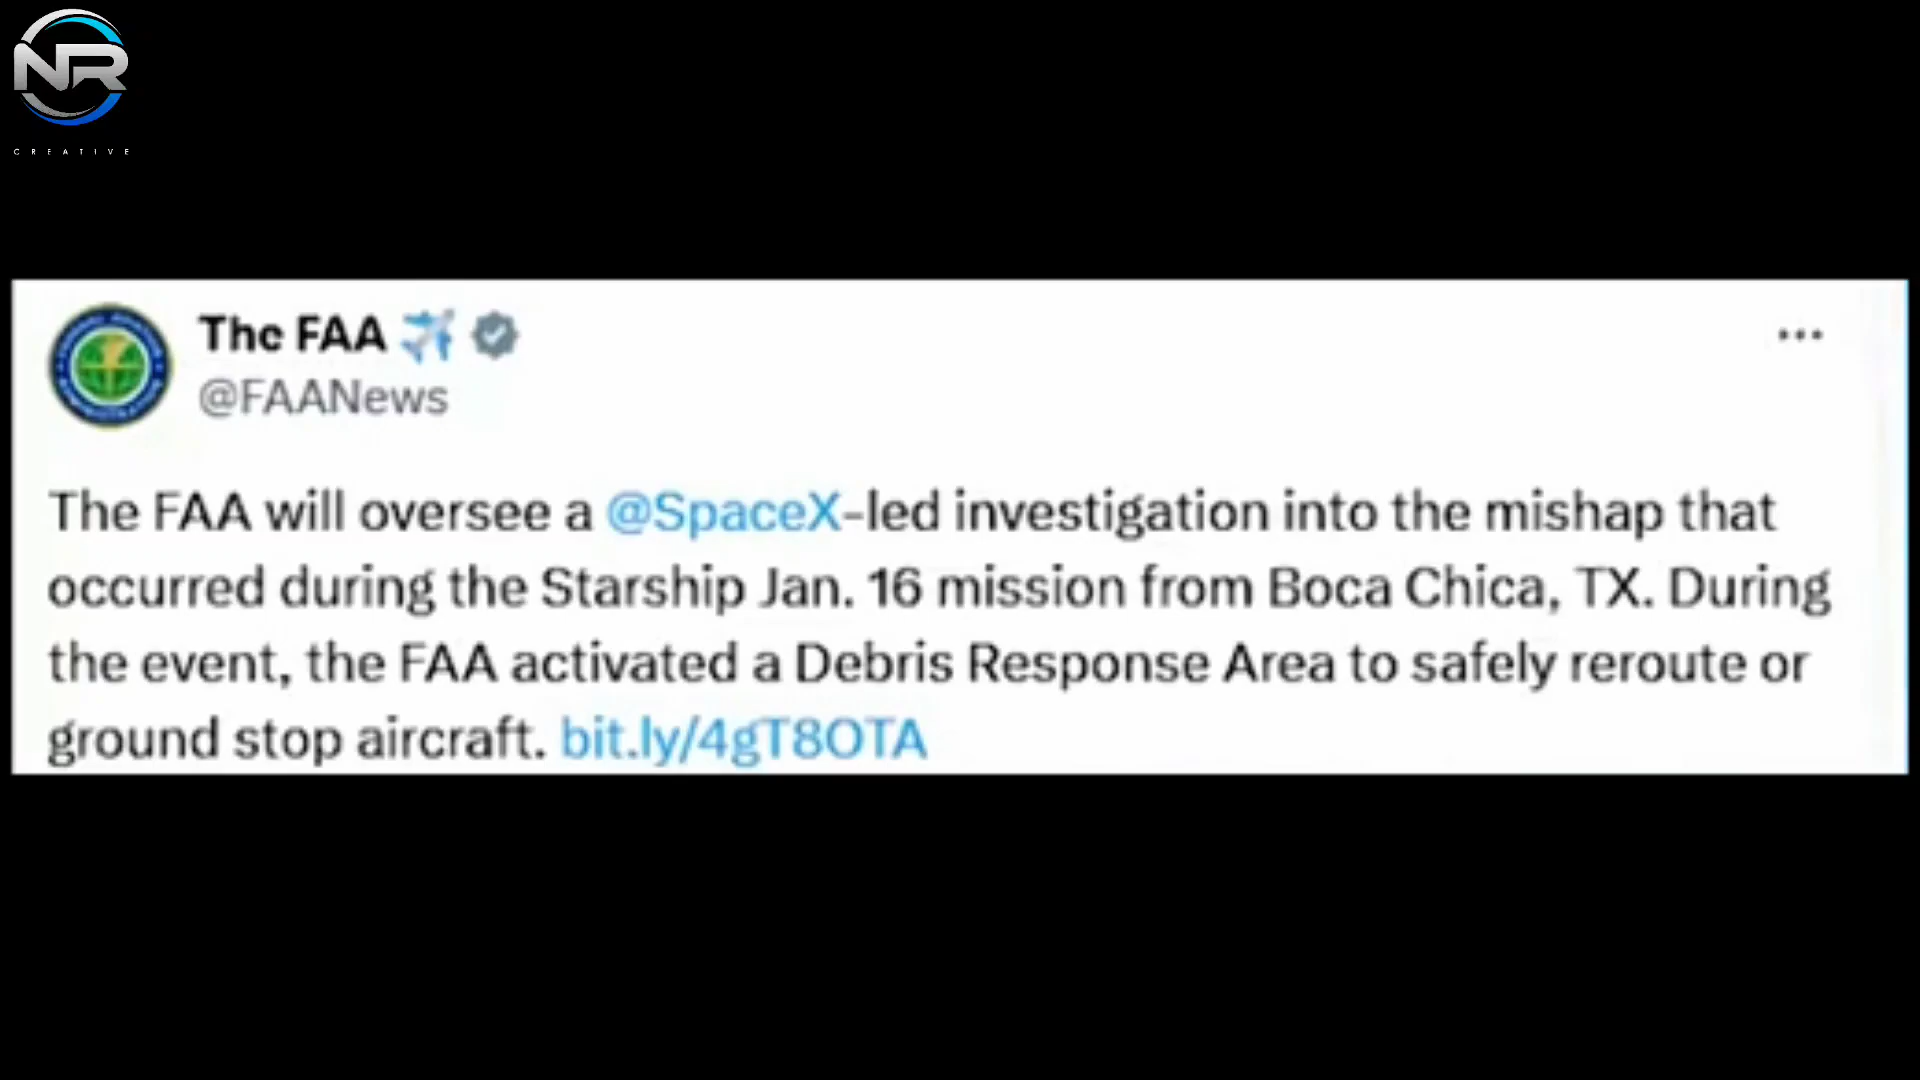 NR
CREATIVE
The FAA
@FAANews
The FAA will oversee a @SpaceX-led investigation into the mishap that
occurred during the Starship Jan. 16 mission from Boca Chica, TX. During
the event, the FAA activated a Debris Response Area to safely reroute or
ground stop aircraft. bit.ly/4gT8OTA